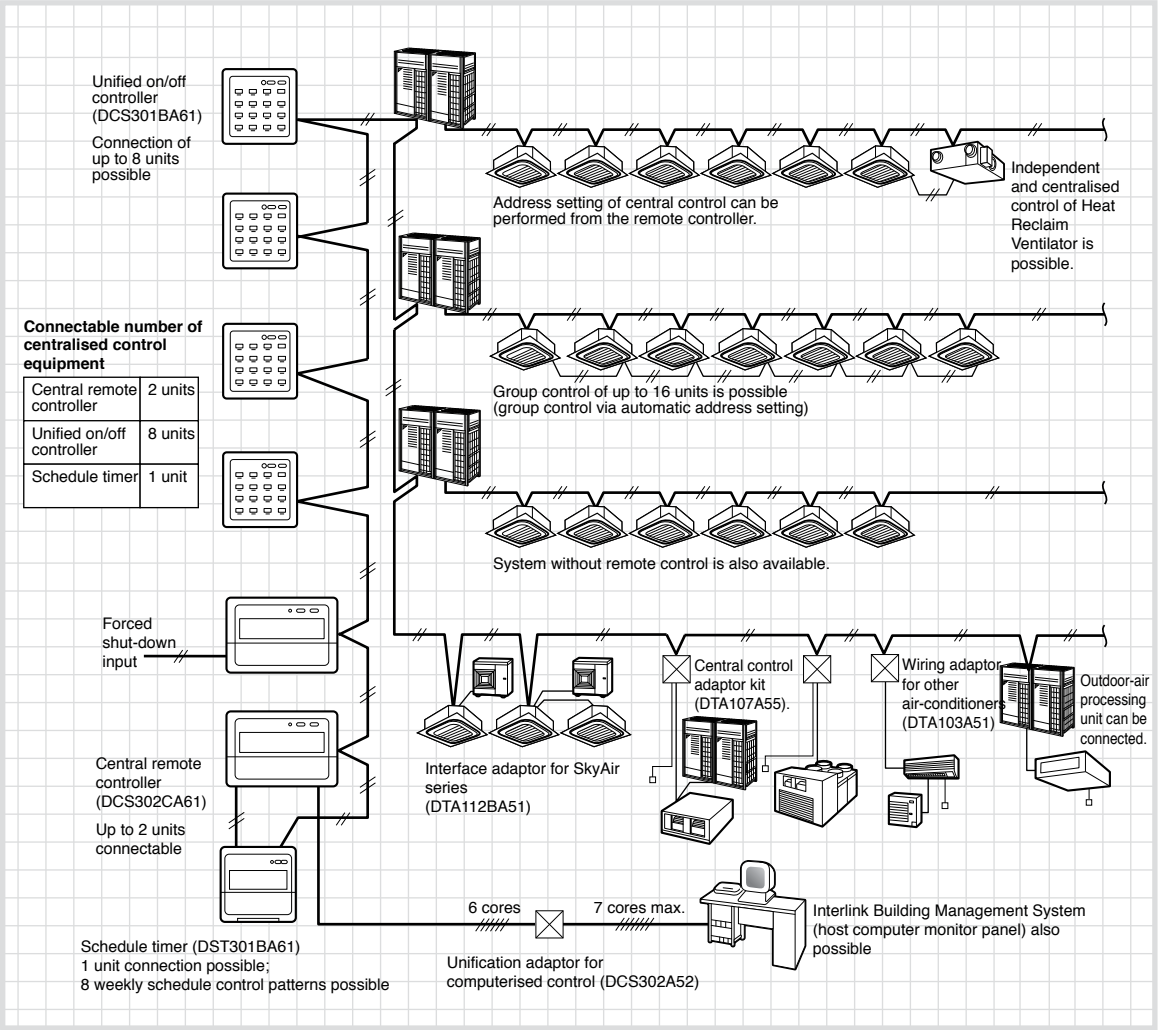 Unified on/off
controller
(DCS301BA61)
Connection of
up to 8 units
possible
Address setting of central control can be
performed from the remote controller.
Independent
and centralised
control of Heat
Reclaim
Ventilator is
possible.
Connectable number of
centralised control
equipment
Central remote
controller
2 units
Unified on/off
controller
8 units
Schedule timer
1 unit
Group control of up to 16 units is possible
(group control via automatic address setting)
System without remote control is also available.
Forced
shut-down
input
Central remote
controller
(DCS302CA61)
Up to 2 units
connectable
Interface adaptor for SkyAir
series
(DTA112BA51)
Central control
adaptor kit
(DTA107A55).
Wiring adaptor
for other
air-conditioners
(DTA103A51)
Outdoor-air
processing
unit can be
connected.
Schedule timer (DST301BA61)
1 unit connection possible;
8 weekly schedule control patterns possible
6 cores
7 cores max.
Unification adaptor for
computerised control (DCS302A52)
Interlink Building Management System
(host computer monitor panel) also
possible